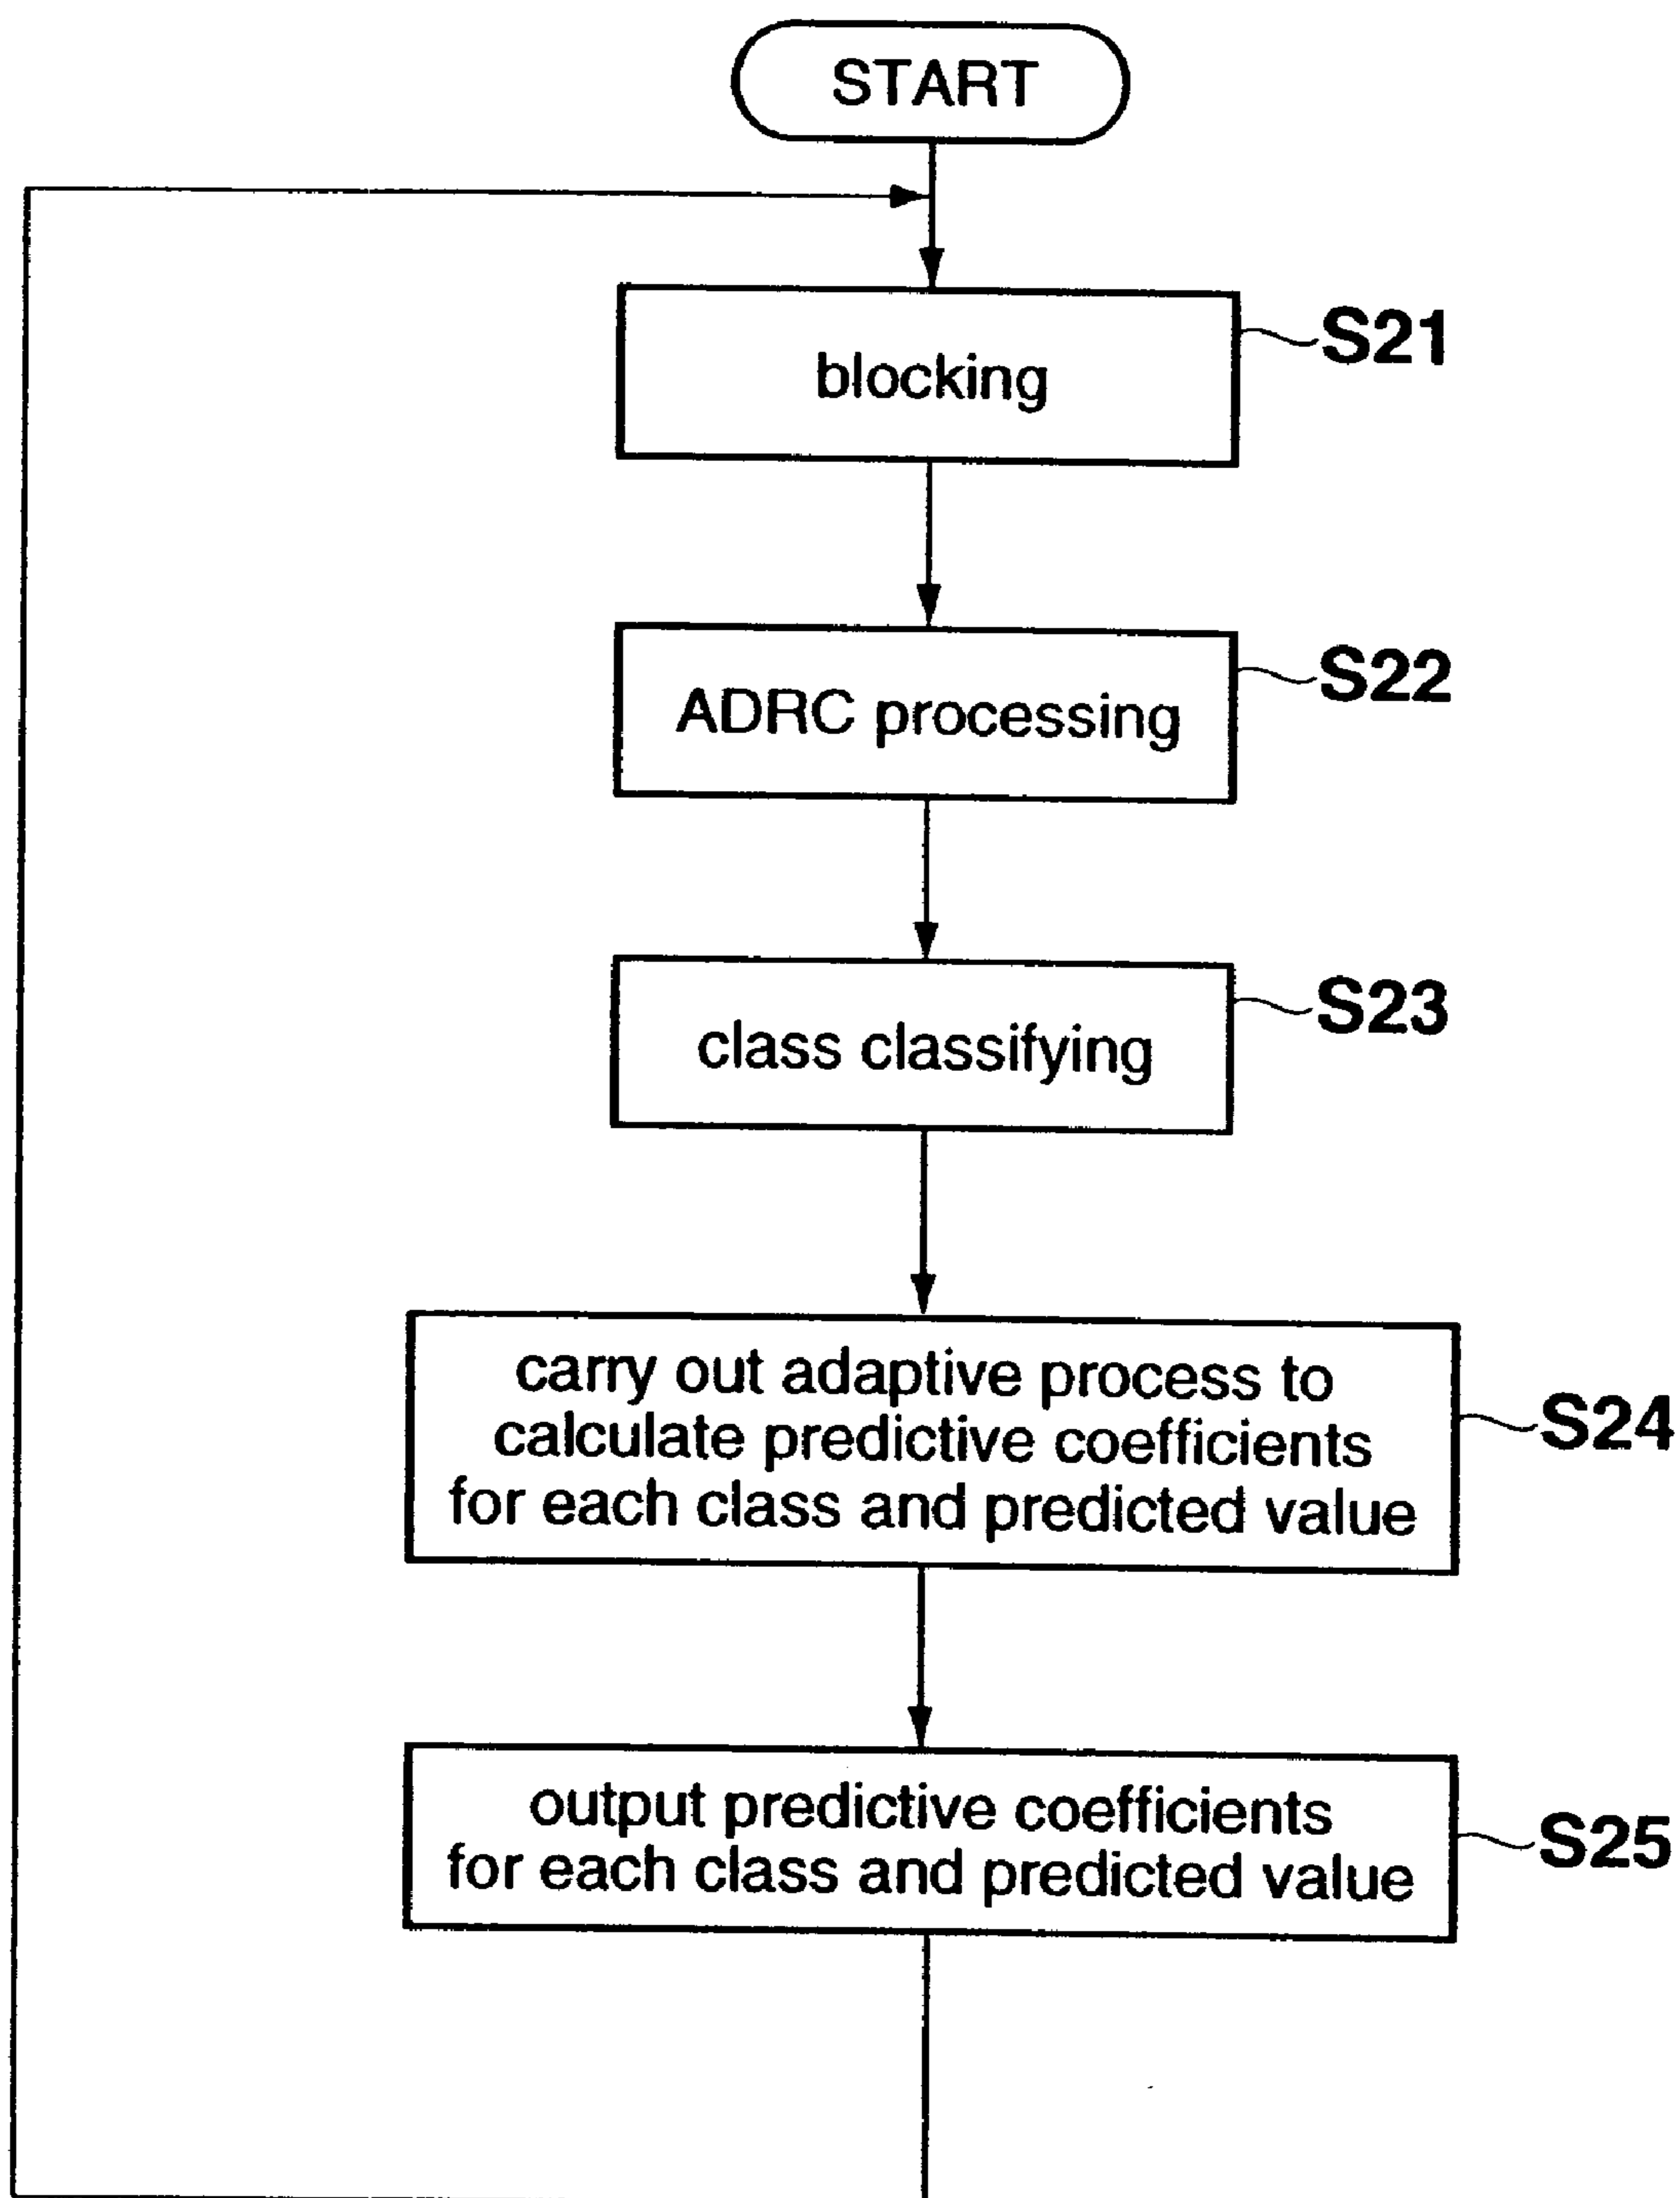 START
blocking
S21
ADRC processing
S22
class classifying
S23
carry out adaptive process to
calculate predictive coefficients
for each class and predicted value
S24
output predictive coefficients
for each class and predicted value
S25